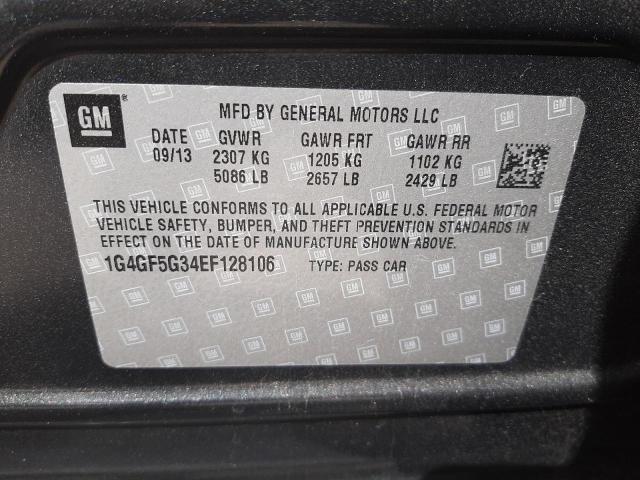 GM ® MFD BY GENERAL MOTORS LLC
DATE GVWR GAWR FRT GAWR RR
09/13 2307 KG 1205 KG 1102 KG
5086 LB 2657 LB 2429 LB
THIS VEHICLE CONFORMS TO ALL APPLICABLE U.S. FEDERAL MOTOR
VEHICLE SAFETY, BUMPER, AND THEFT PREVENTION STANDARDS IN
EFFECT ON THE DATE OF MANUFACTURE SHOWN ABOVE.
1G4GF5G34EF128106 TYPE: PASS CAR